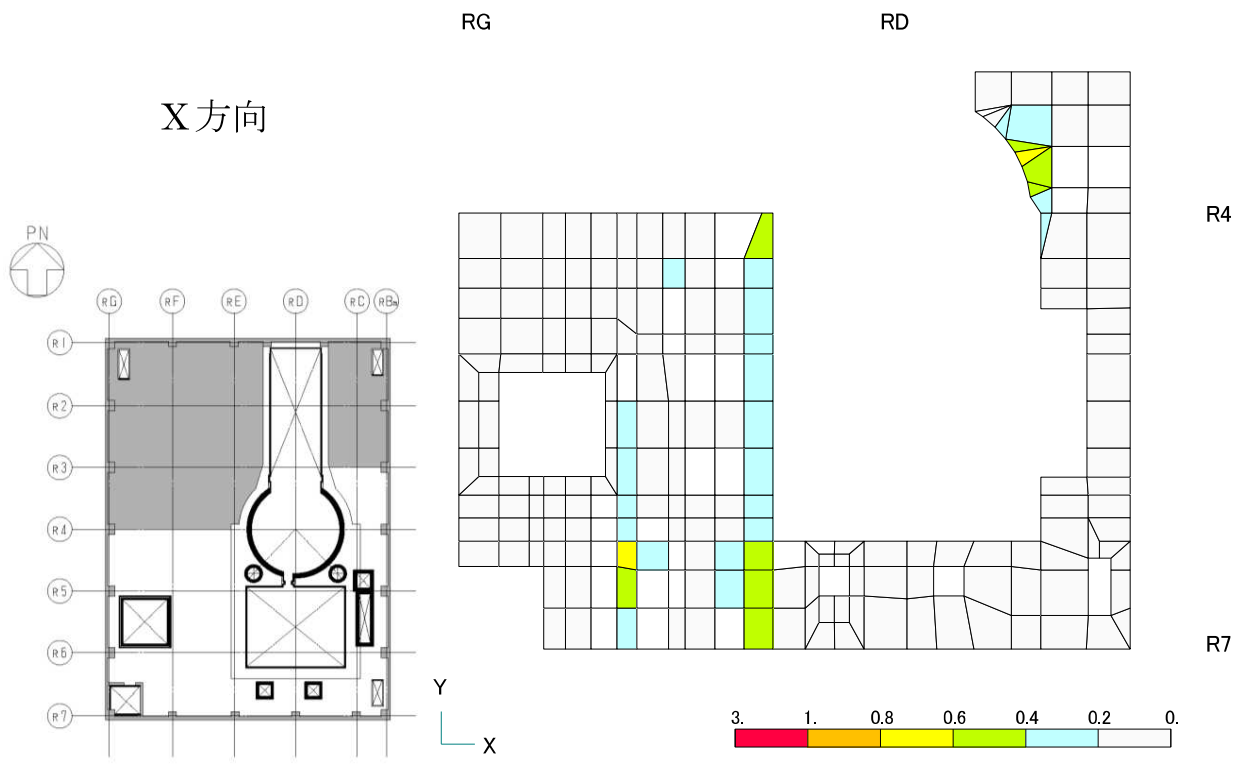 RG RD
X 方向
PN
RG RF RE RD RC RBa
R1
R2
R3
R4
R5
R6
R7
R4
R7
Y
X
3. 1. 0.8 0.6 0.4 0.2 0.